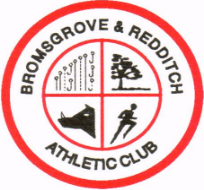 BROMSGROVE & REDDITCH
ATHLETIC CLUB